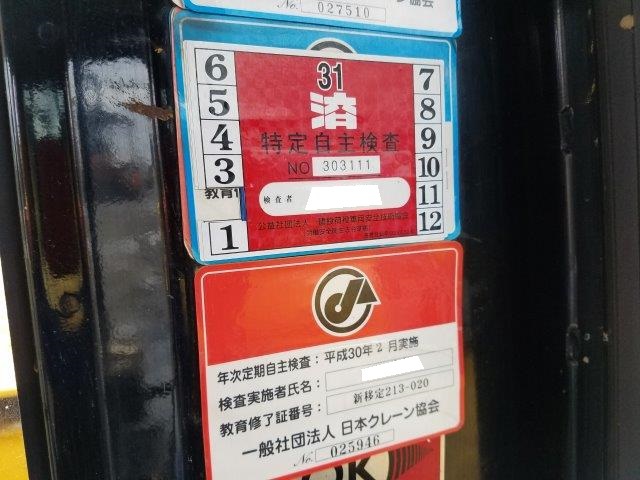 No. 027510
協会
31
済
特定自主検査
NO 303111
検査者
6
5
4
3
1
7
8
9
10
11
12
教育
公益社団法人 建設荷役車両安全技術協会
年次定期自主検査:平成30年2月実施
検査実施者氏名:
教育修了証番号: 新移定213-020
一般社団法人 日本クレーン協会
No. 025946
OK